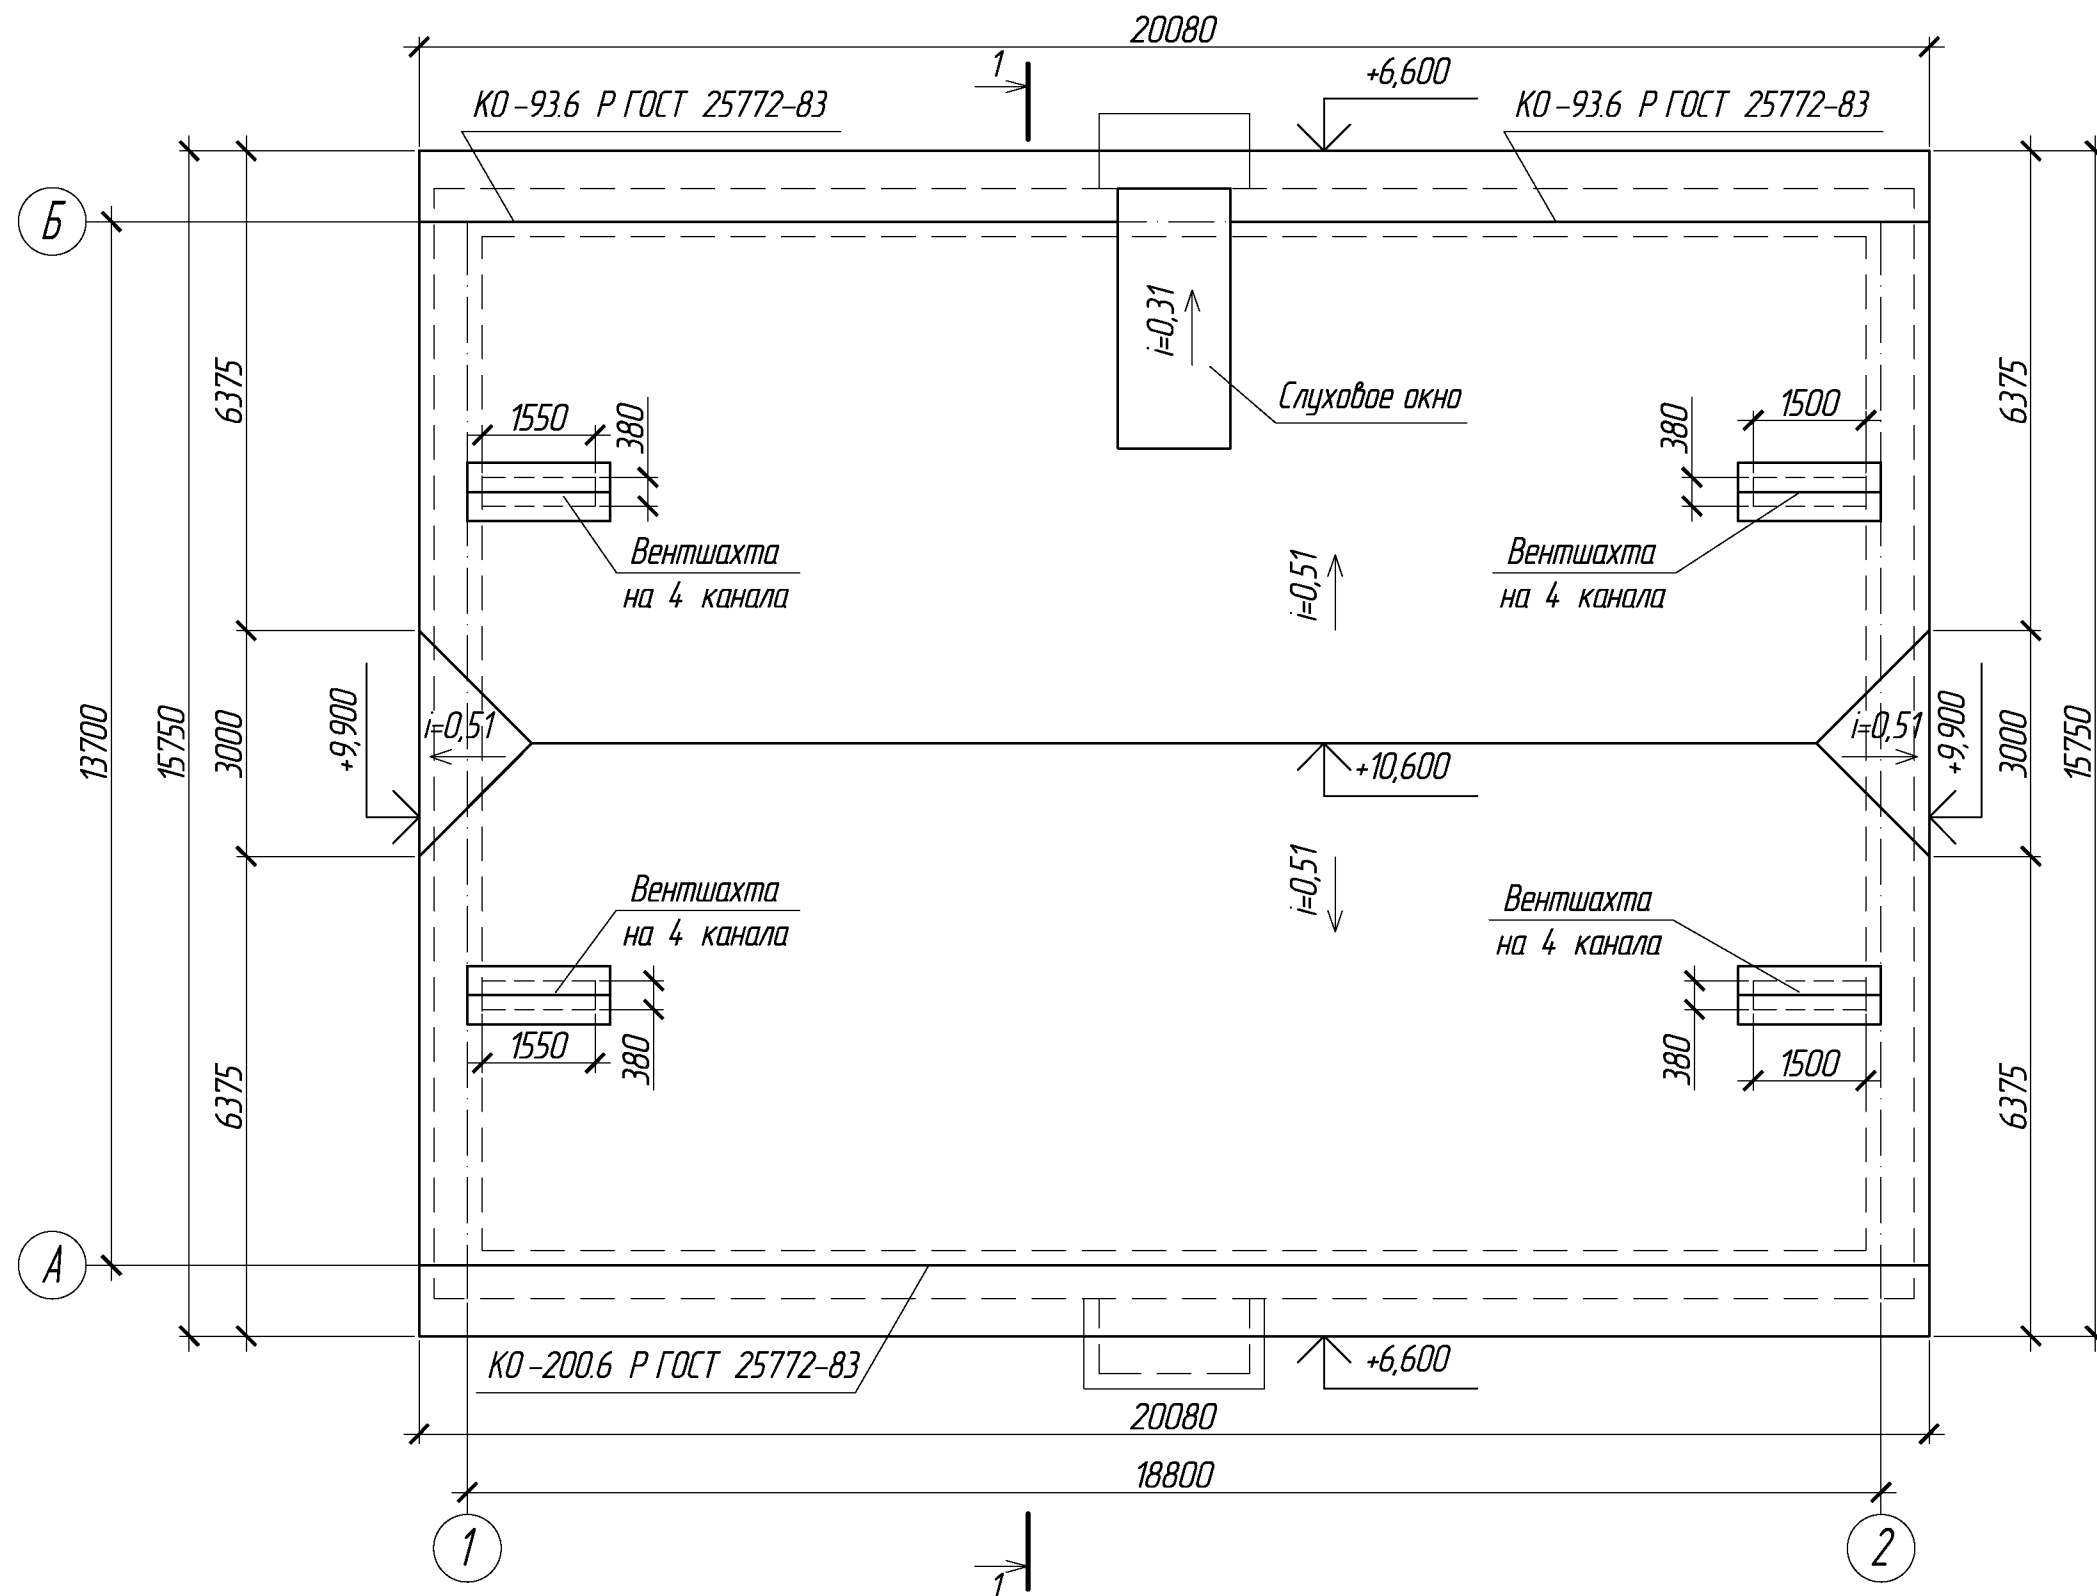 20080
1
+6,600
КО-93.6 Р ГОСТ 25772-83
КО-93.6 Р ГОСТ 25772-83
Б
6375
6375
i=0,31
Слуховое окно
1550
380
380
1500
Вентшахта
на 4 канала
Вентшахта
на 4 канала
i=0,51
13700
15750
3000
+9,900
i=0,51
+10,600
i=0,51
+9,900
3000
15750
i=0,51
Вентшахта
на 4 канала
Вентшахта
на 4 канала
1550
380
380
1500
6375
6375
А
КО-200.6 Р ГОСТ 25772-83
+6,600
20080
18800
1
2
1